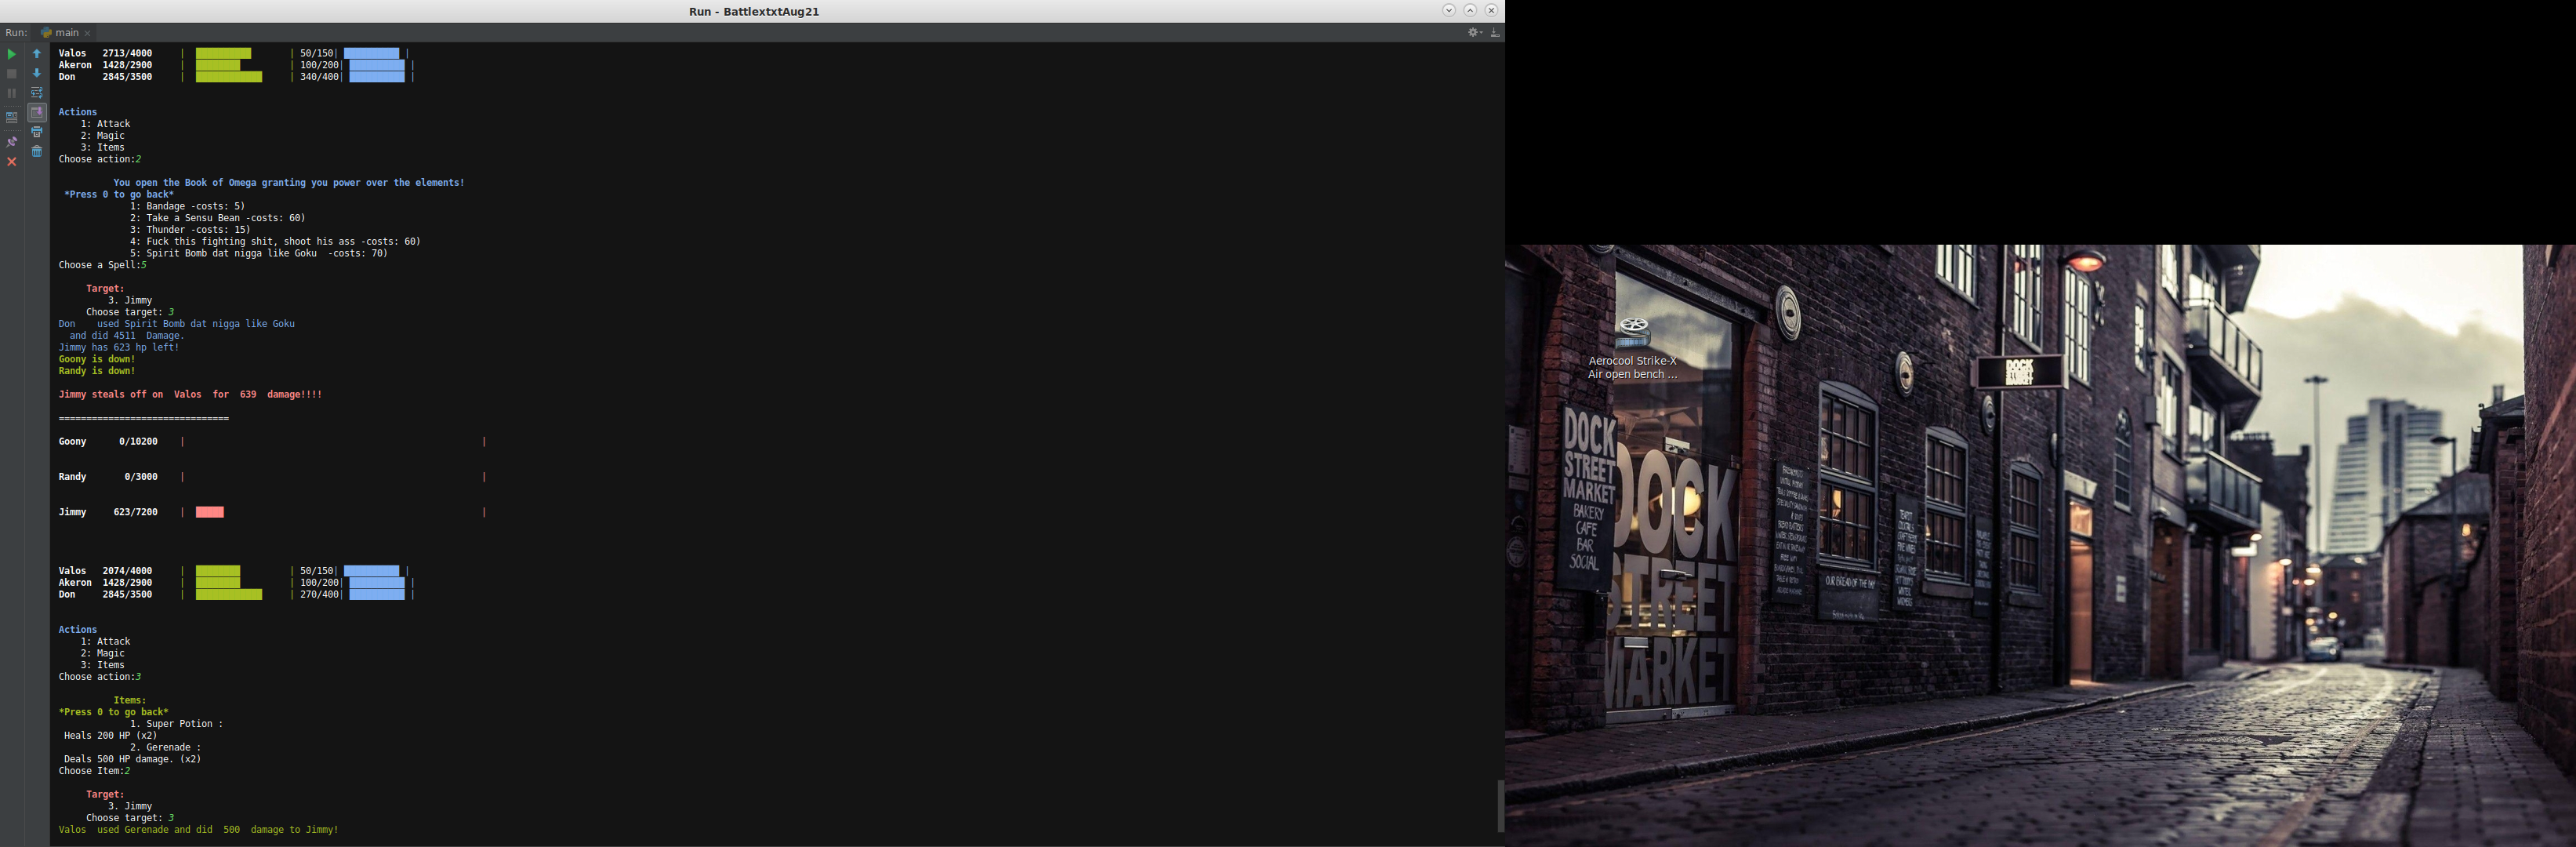 Run - BattlextxtAug21
Run: main
Valos 2713/4000 | | 50/150| |
Akeron 1428/2900 | | 100/200| |
Don 2845/3500 | | 340/400| |
Actions
1: Attack
2: Magic
3: Items
Choose action:2
You open the Book of Omega granting you power over the elements!
*Press 0 to go back*
1: Bandage -costs: 5)
2: Take a Sensu Bean -costs: 60)
3: Thunder -costs: 15)
4: Fuck this fighting shit, shoot his ass -costs: 60)
5: Spirit Bomb dat nigga like Goku -costs: 70)
Choose a Spell:5
Target:
3. Jimmy
Choose target: 3
Don used Spirit Bomb dat nigga like Goku
and did 4511 Damage.
Jimmy has 623 hp left!
Goony is down!
Randy is down!
Jimmy steals off on Valos for 639 damage!!!!
===============================
Goony 0/10200 | |
Randy 0/3000 | |
Jimmy 623/7200 | |
Valos 2074/4000 | | 50/150| |
Akeron 1428/2900 | | 100/200| |
Don 2845/3500 | | 270/400| |
Actions
1: Attack
2: Magic
3: Items
Choose action:3
Items:
*Press 0 to go back*
1. Super Potion :
Heals 200 HP (x2)
2. Gerenade :
Deals 500 HP damage. (x2)
Choose Item:2
Target:
3. Jimmy
Choose target: 3
Valos used Gerenade and did 500 damage to Jimmy!
Aerocool Strike-X
Air open bench ...
DOCK
STREET
MARKET
DOCK
STREET
MARKET
BAKERY
CAFE
BAR
SOCIAL
DOCK
STREET
MARKET
OUR BREAD OF THE DAY